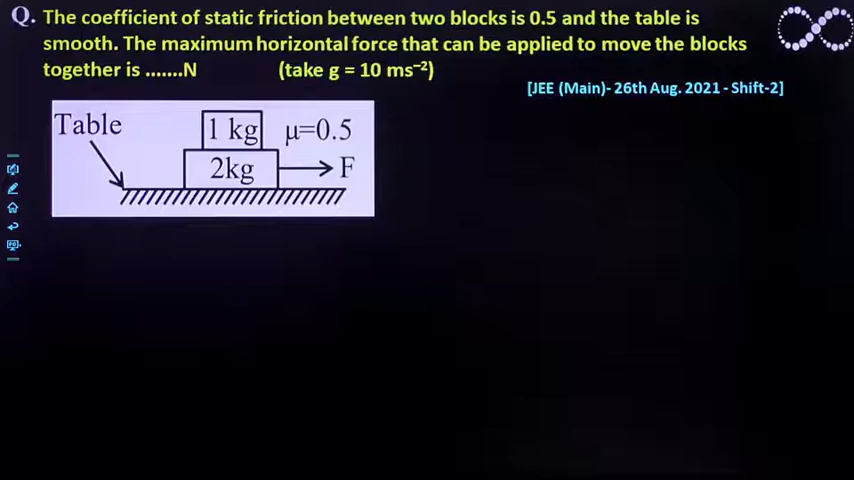 Q. The coefficient of static friction between two blocks is 0.5 and the table is
smooth. The maximum horizontal force that can be applied to move the blocks
together is .......N (take g = 10 ms⁻²)
[JEE (Main)- 26th Aug. 2021 - Shift-2]
Table
1 kg μ=0.5
2kg F